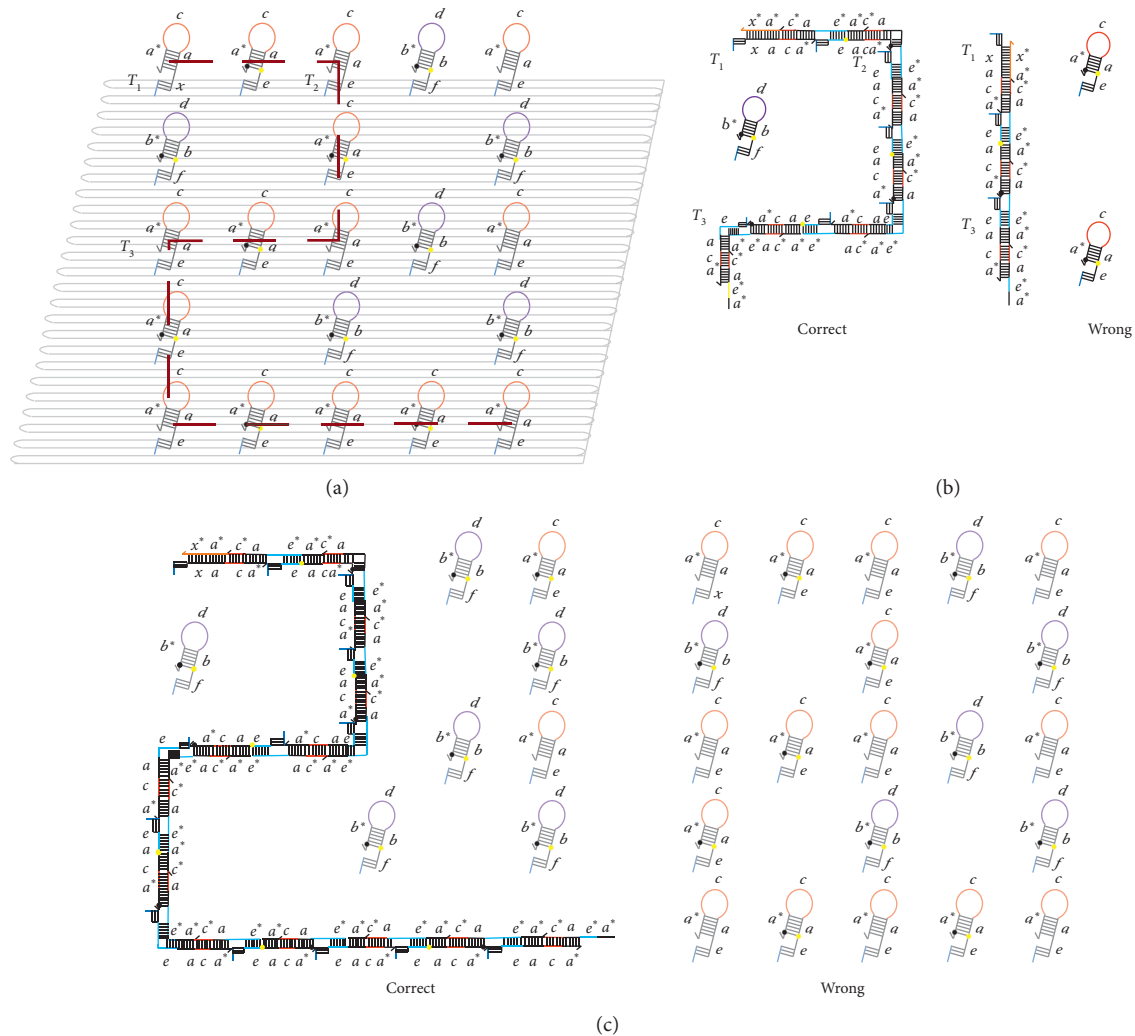 c c c d c
a* a a* a a* a b* b a* a
T1 x e T2 e f e
d c d
b* b a* a b* b
f e f
c c c d c
a* a a* a a* a b* b a* a
T3 e e e f e
c d d
a* a b* b b* b
e f f
c c c c c
a* a a* a a* a a* a a* a
e e e e e
(a)
x* a* c* a e* a* c* a
x a c a* e a c a*
T1 T2
d
b* b
f
e e*
a a*
c c*
a* a
e e*
a a*
c c*
a* a
T3 e a* c a e a* c a e
a* e* a c* a* e* a c* a* e*
a
c c*
a* a
e*
a*
Correct
T1
x x*
a a*
c c*
a* a
e e*
a a*
c c*
a* a
T3
e e*
a a*
c c*
a* a
e*
a*
c
a* a
e
c
a* a
e
Wrong
(b)
x* a* c* a e* a* c* a
x a c a* e a c a*
e e*
a a*
c c*
a* a
e e*
a a*
c c*
a* a
e a* c a e a* c a e
a* e* a c* a* e* a c* a* e*
a
c c*
a* a
e e*
a a*
c c*
a* a
e* a* c* a e* a* c* a e* a* c* a e* a* c* a e* a* c* a e* a*
e a c a* e a c a* e a c a* e a c a* e a c a*
d c
b* b a* a
f e
d d
b* b b* b
f f
d c
b* b a* a
f e
d d
b* b b* b
f f
Correct
c c c d c
a* a a* a a* a b* b a* a
x e e f e
d c d
b* b a* a b* b
f e f
c c c d c
a* a a* a a* a b* b a* a
e e e f e
c d d
a* a b* b b* b
e f f
c c c c c
a* a a* a a* a a* a a* a
e e e e e
Wrong
(c)